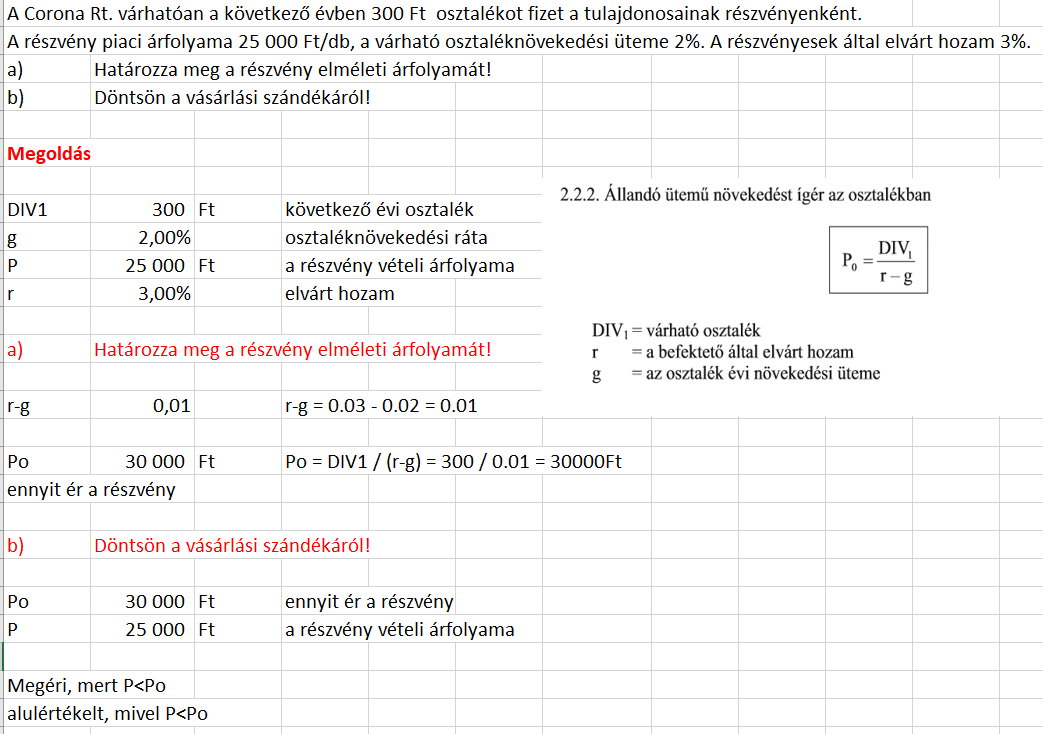 A Corona Rt. várhatóan a következő évben 300 Ft  osztalékot fizet a tulajdonosainak részvényenként.
A részvény piaci árfolyama 25 000 Ft/db, a várható osztaléknövekedési üteme 2%. A részvényesek által elvárt hozam 3%.
a) Határozza meg a részvény elméleti árfolyamát!
b) Döntsön a vásárlási szándékáról!
Megoldás
DIV1 300 Ft következő évi osztalék
g 2,00% osztaléknövekedési ráta
P 25 000 Ft a részvény vételi árfolyama
r 3,00% elvárt hozam
2.2.2. Állandó ütemű növekedést ígér az osztalékban
P₀ = DIV₁ / r – g
DIV₁ = várható osztalék
r = a befektető által elvárt hozam
g = az osztalék évi növekedési üteme
a) Határozza meg a részvény elméleti árfolyamát!
r-g 0,01 r-g = 0.03 - 0.02 = 0.01
Po 30 000 Ft Po = DIV1 / (r-g) = 300 / 0.01 = 30000Ft
ennyit ér a részvény
b) Döntsön a vásárlási szándékáról!
Po 30 000 Ft ennyit ér a részvény
P 25 000 Ft a részvény vételi árfolyama
Megéri, mert P<Po
alulértékelt, mivel P<Po